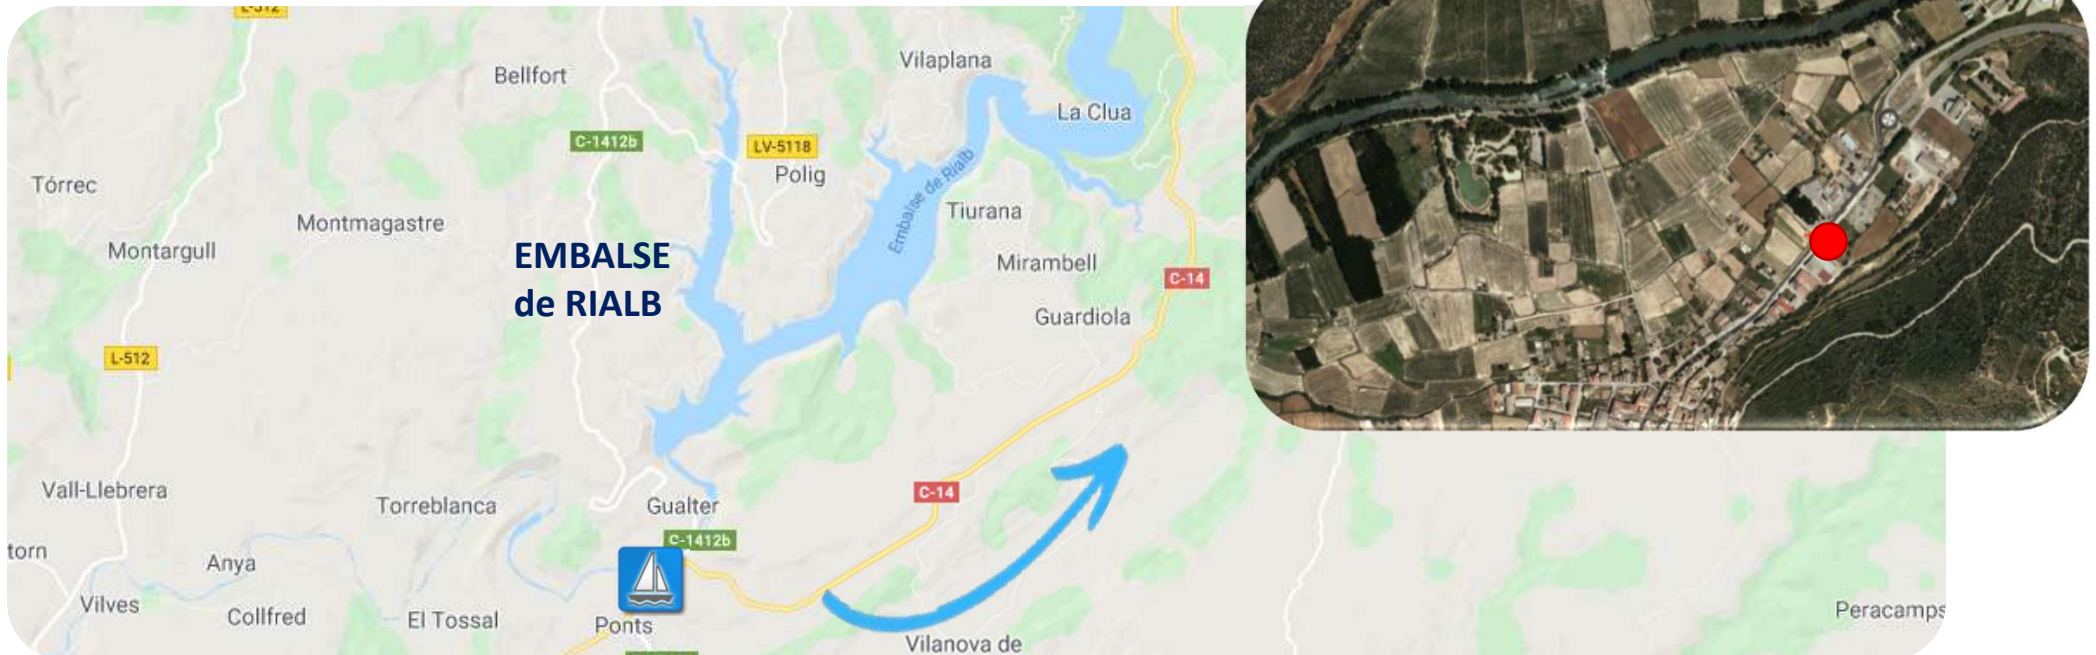 L-512
Vilaplana
Bellfort
La Clua
C-1412b
LV-5118
Polig
Tórrec
Embalse de Rialb
Tiurana
Montmagastre
Montargull
EMBALSE
de RIALB
Mirambell
C-14
Guardiola
L-512
Vall-Llebrera
Torreblanca
Gualter
C-14
C-1412b
torn
Anya
Vilves
Collfred
El Tossal
Ponts
Vilanova de
Peracamps